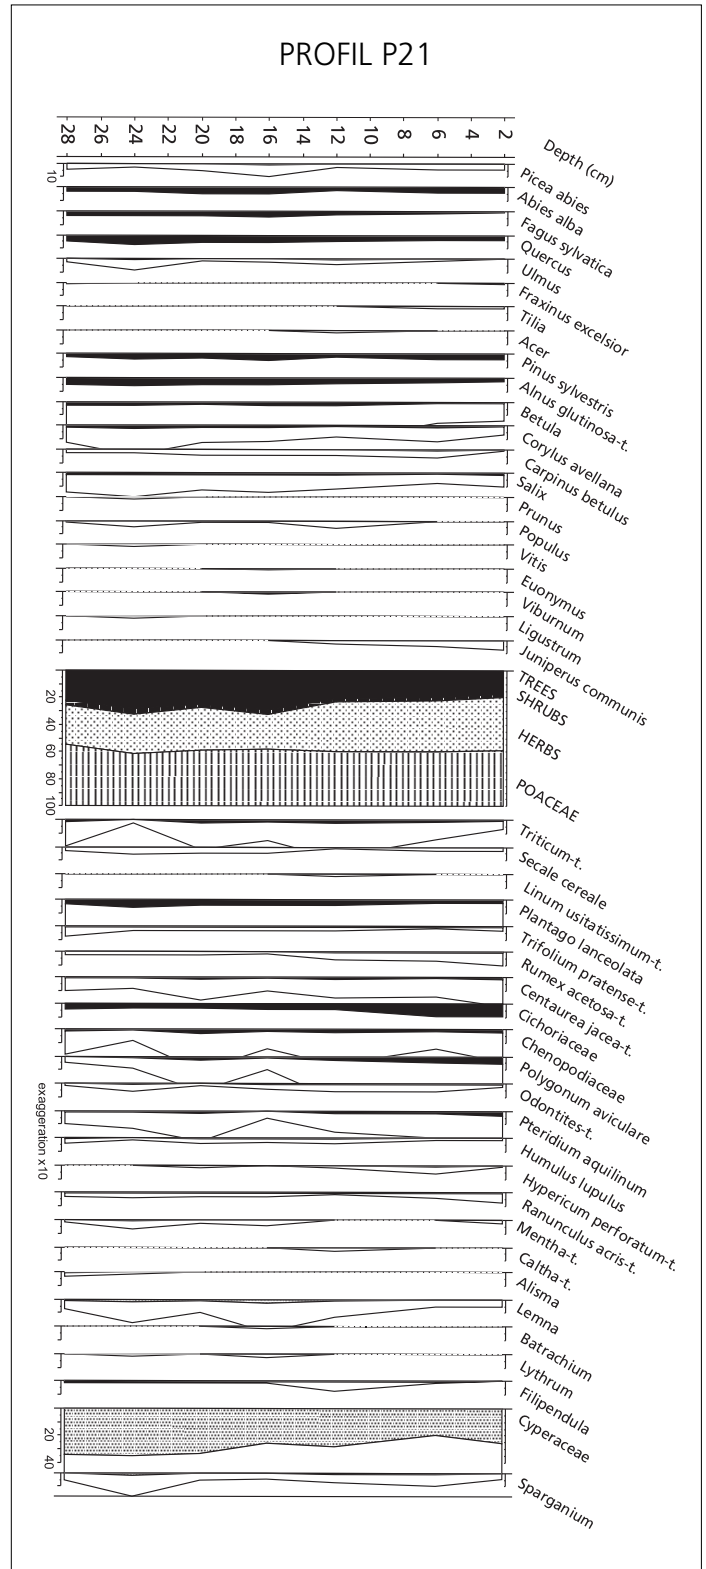 PROFIL P21
28 26 24 22 20 18 16 14 12 10 8 6 4 2
Depth (cm)
10
Picea abies
Abies alba
Fagus sylvatica
Quercus
Ulmus
Fraxinus excelsior
Tilia
Acer
Pinus sylvestris
Alnus glutinosa-t.
Betula
Corylus avellana
Carpinus betulus
Salix
Prunus
Populus
Vitis
Euonymus
Viburnum
Ligustrum
Juniperus communis
20 40 60 80 100
TREES
SHRUBS
HERBS
POACEAE
Triticum-t.
Secale cereale
Linum usitatissimum-t.
Plantago lanceolata
Trifolium pratense-t.
Rumex acetosa-t.
Centaurea jacea-t.
Cichoriaceae
Chenopodiaceae
Polygonum aviculare
Odontites-t.
exaggeration x10
Pteridium aquilinum
Humulus lupulus
Hypericum perforatum-t.
Ranunculus acris-t.
Mentha-t.
Caltha-t.
Alisma
Lemna
Batrachium
Lythrum
Filipendula
Cyperaceae
20 40
Sparganium